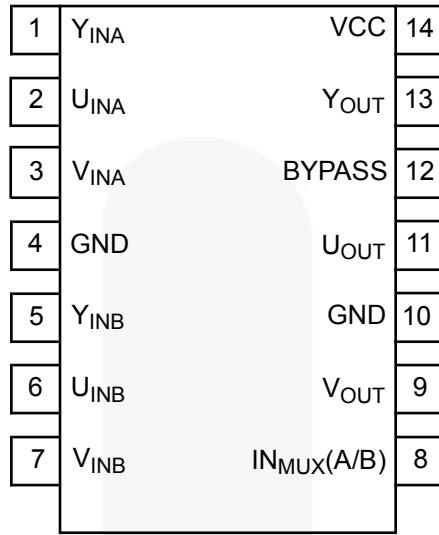 1 YINA VCC 14
2 UINA YOUT 13
3 VINA BYPASS 12
4 GND UOUT 11
5 YINB GND 10
6 UINB VOUT 9
7 VINB INMUX(A/B) 8